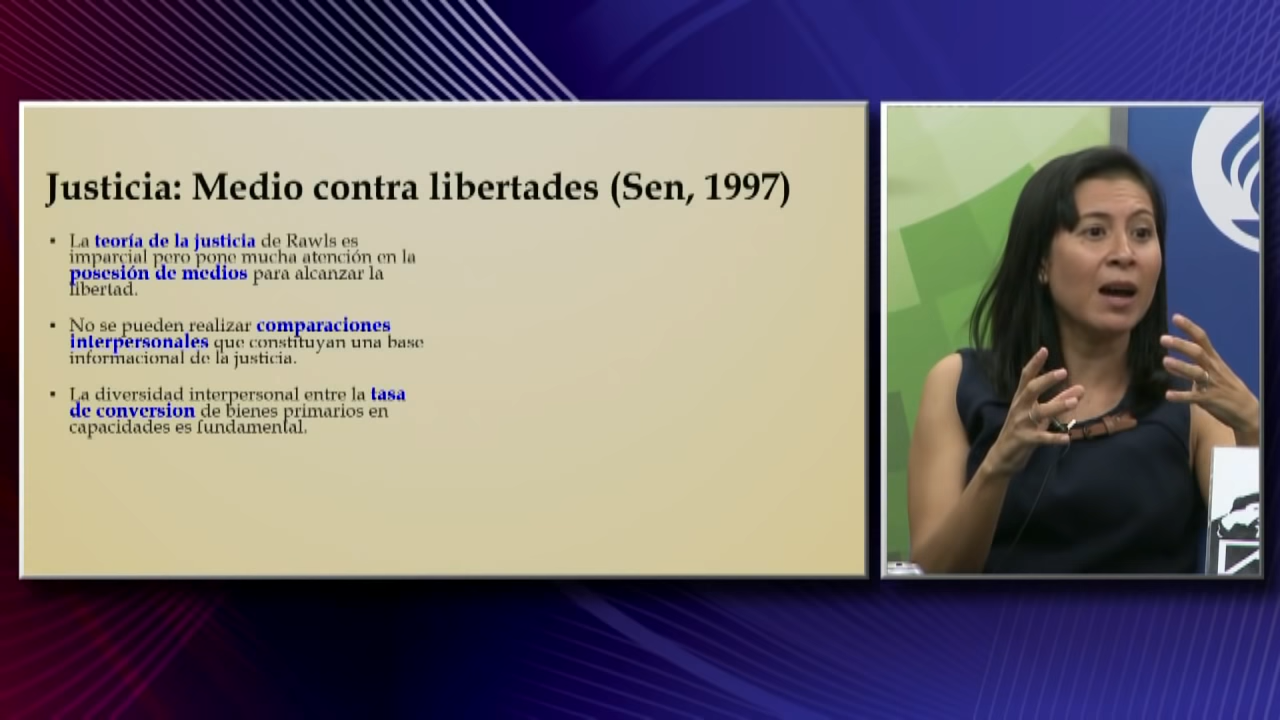 Justicia: Medio contra libertades (Sen, 1997)
▪ La teoría de la justicia de Rawls es
imparcial pero pone mucha atención en la
posesión de medios para alcanzar la
libertad.
▪ No se pueden realizar comparaciones
interpersonales que constituyan una base
informacional de la justicia.
▪ La diversidad interpersonal entre la tasa
de conversion de bienes primarios en
capacidades es fundamental.